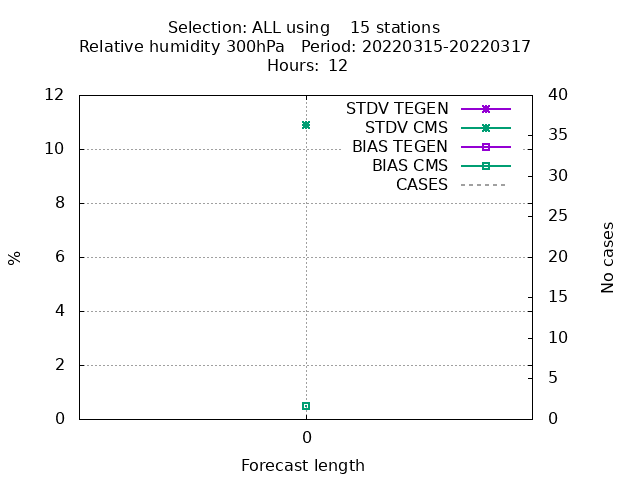 Selection: ALL using    15 stations
Relative humidity 300hPa   Period: 20220315-20220317
Hours:  12
12
10
8
6
4
2
0
%
STDV TEGEN
STDV CMS
BIAS TEGEN
BIAS CMS
CASES
40
35
30
25
20
15
10
5
0
No cases
0
Forecast length